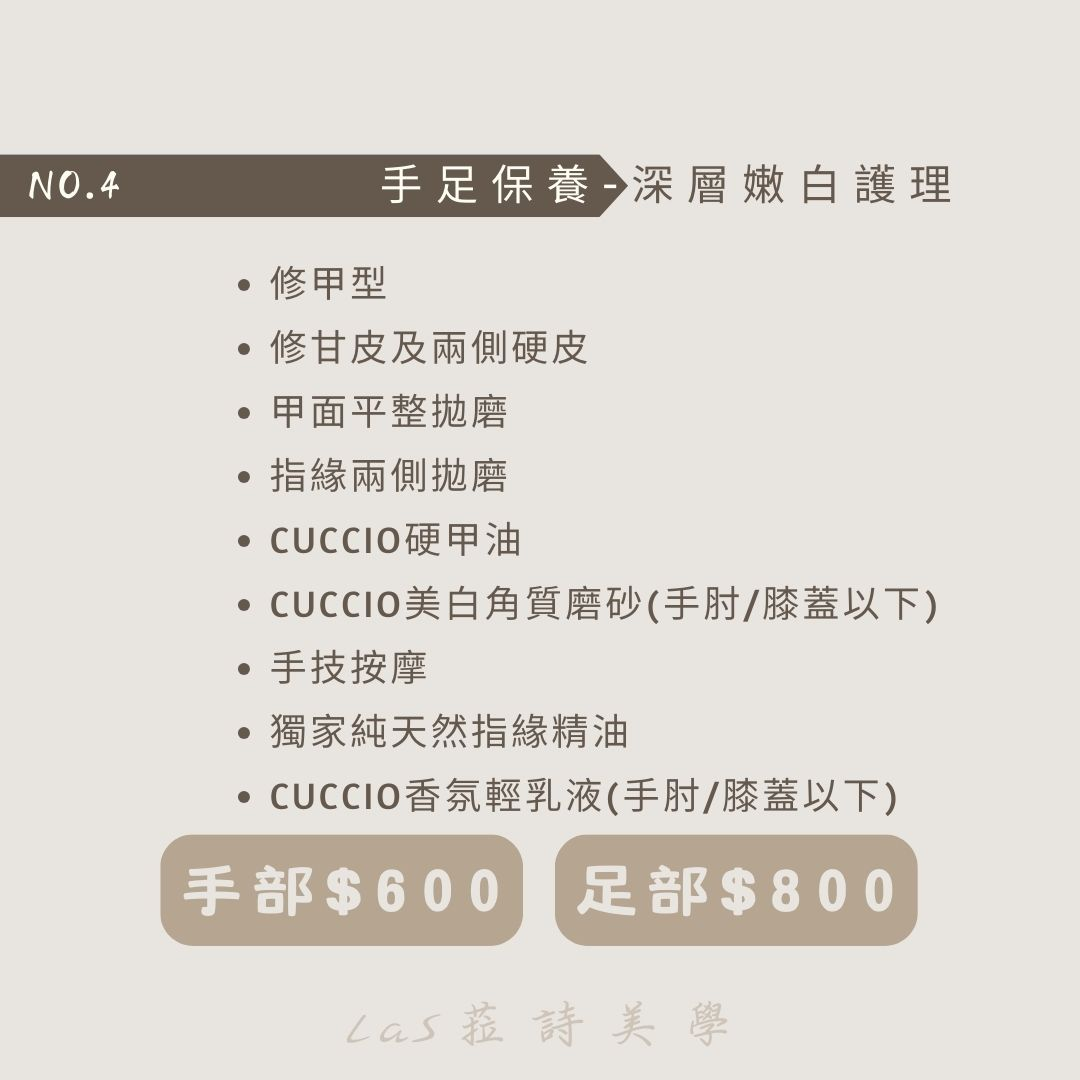 NO.4 手足保養-深層嫩白護理
• 修甲型
• 修甘皮及兩側硬皮
• 甲面平整拋磨
• 指緣兩側拋磨
• CUCCIO硬甲油
• CUCCIO美白角質磨砂(手肘/膝蓋以下)
• 手技按摩
• 獨家純天然指緣精油
• CUCCIO香氛輕乳液(手肘/膝蓋以下)
手部$600 足部$800
LaS菈詩美學